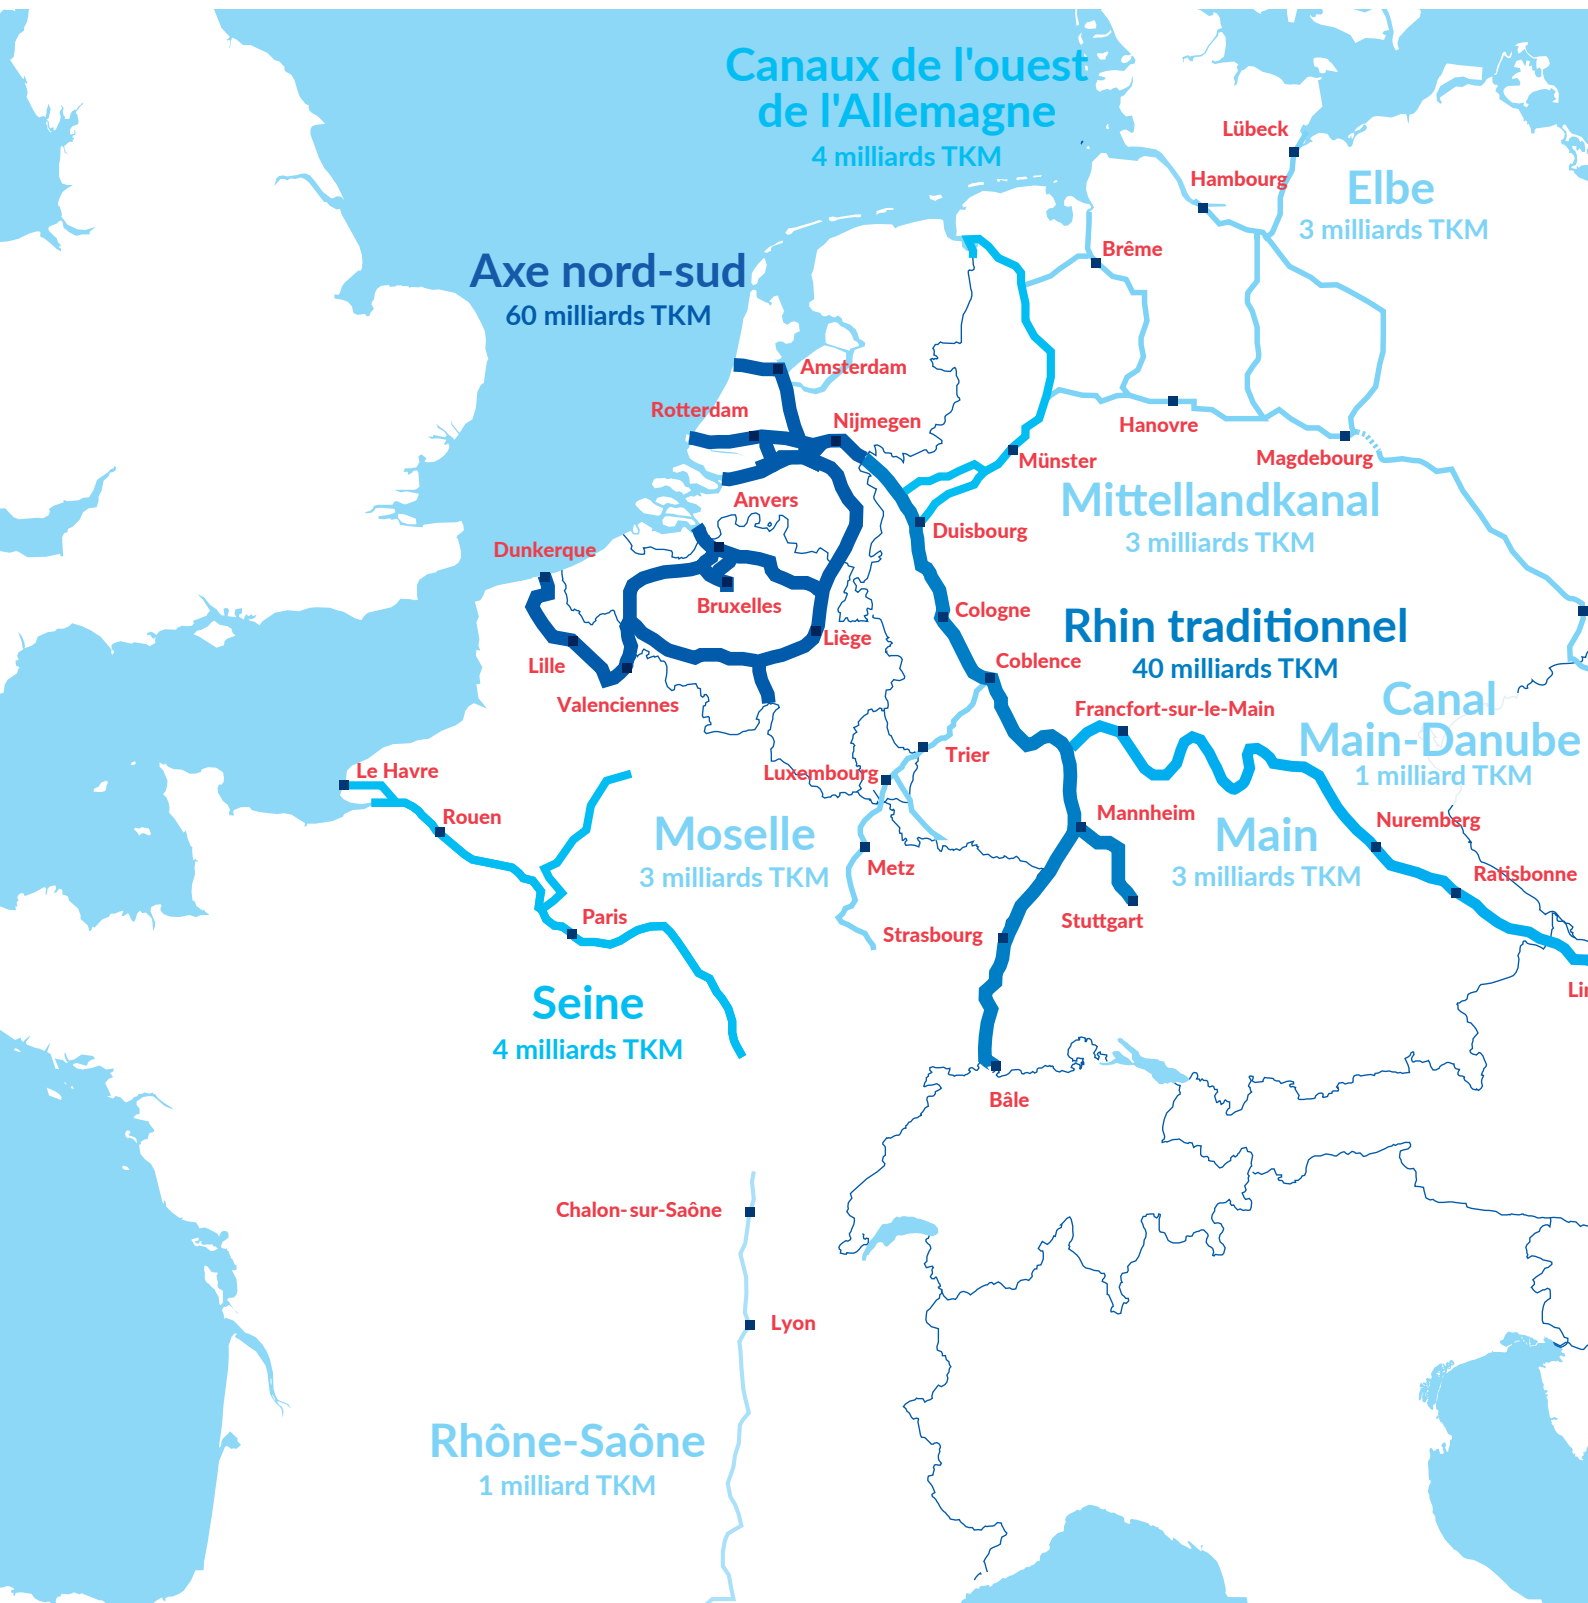 Canaux de l'ouest
de l'Allemagne
4 milliards TKM
Lübeck
Hambourg
Elbe
3 milliards TKM
Axe nord-sud
60 milliards TKM
Brême
Amsterdam
Rotterdam
Nijmegen
Hanovre
Magdebourg
Münster
Mittellandkanal
3 milliards TKM
Anvers
Duisbourg
Dunkerque
Bruxelles
Cologne
Liège
Lille
Valenciennes
Rhin traditionnel
40 milliards TKM
Coblence
Canal
Main-Danube
1 milliard TKM
Francfort-sur-le-Main
Trier
Luxembourg
Le Havre
Rouen
Moselle
3 milliards TKM
Mannheim
Main
3 milliards TKM
Nuremberg
Ratisbonne
Metz
Paris
Strasbourg
Stuttgart
Seine
4 milliards TKM
Bâle
Chalon-sur-Saône
Lyon
Rhône-Saône
1 milliard TKM